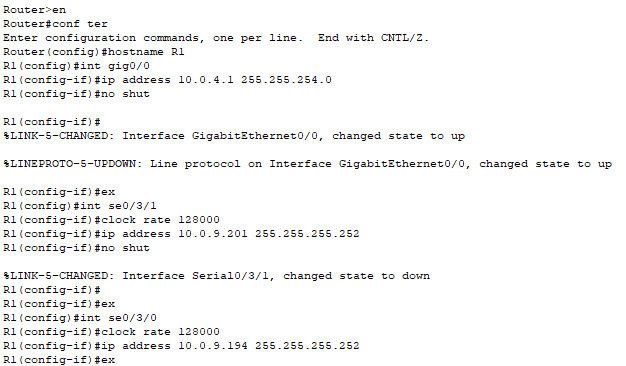 Router>en
Router#conf ter
Enter configuration commands, one per line.  End with CNTL/Z.
Router(config)#hostname R1
R1(config)#int gig0/0
R1(config-if)#ip address 10.0.4.1 255.255.254.0
R1(config-if)#no shut
R1(config-if)#
%LINK-5-CHANGED: Interface GigabitEthernet0/0, changed state to up
%LINEPROTO-5-UPDOWN: Line protocol on Interface GigabitEthernet0/0, changed state to up
R1(config-if)#ex
R1(config)#int se0/3/1
R1(config-if)#clock rate 128000
R1(config-if)#ip address 10.0.9.201 255.255.255.252
R1(config-if)#no shut
%LINK-5-CHANGED: Interface Serial0/3/1, changed state to down
R1(config-if)#
R1(config-if)#ex
R1(config)#int se0/3/0
R1(config-if)#clock rate 128000
R1(config-if)#ip address 10.0.9.194 255.255.255.252
R1(config-if)#ex